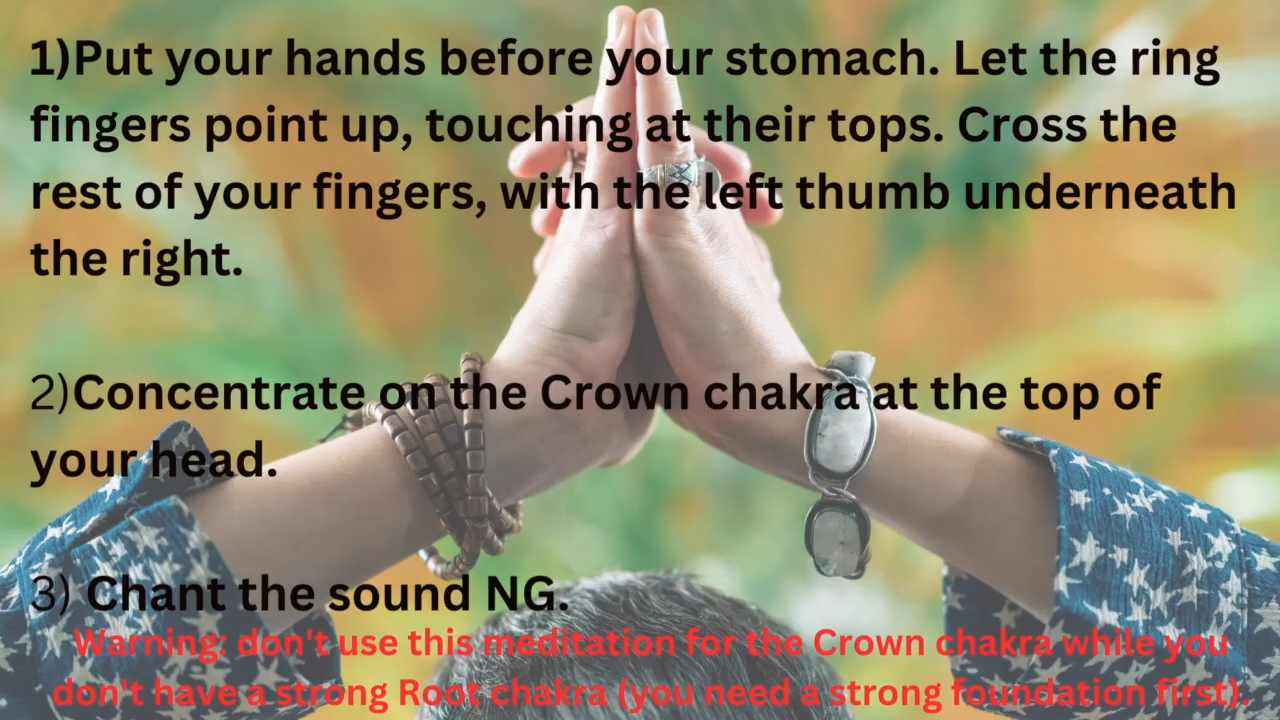 1)Put your hands before your stomach. Let the ring
fingers point up, touching at their tops. Cross the
rest of your fingers, with the left thumb underneath
the right.
2)Concentrate on the Crown chakra at the top of
your head.
3) Chant the sound NG.
Warning: don't use this meditation for the Crown chakra while you
don't have a strong Root chakra (you need a strong foundation first).